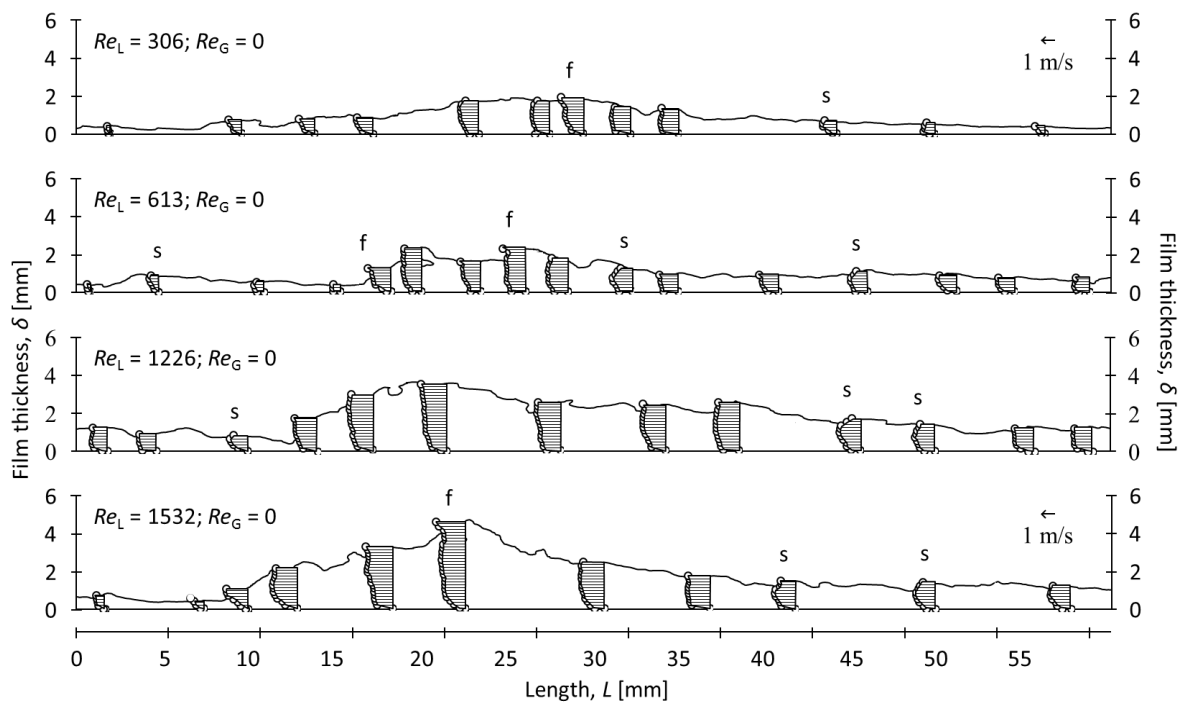 6 6
Re_L = 306; Re_G = 0
4 4
← 1 m/s
f
2 s 2
0 0
6 6
Re_L = 613; Re_G = 0
4 4
s f f s s
2 2
0 0
6 6
Re_L = 1226; Re_G = 0
4 4
s s s
2 2
0 0
6 6
Re_L = 1532; Re_G = 0
f
4 4
← 1 m/s
s s
2 2
0 0
Film thickness, δ [mm]
Film thickness, δ [mm]
0 5 10 15 20 25 30 35 40 45 50 55
Length, L [mm]